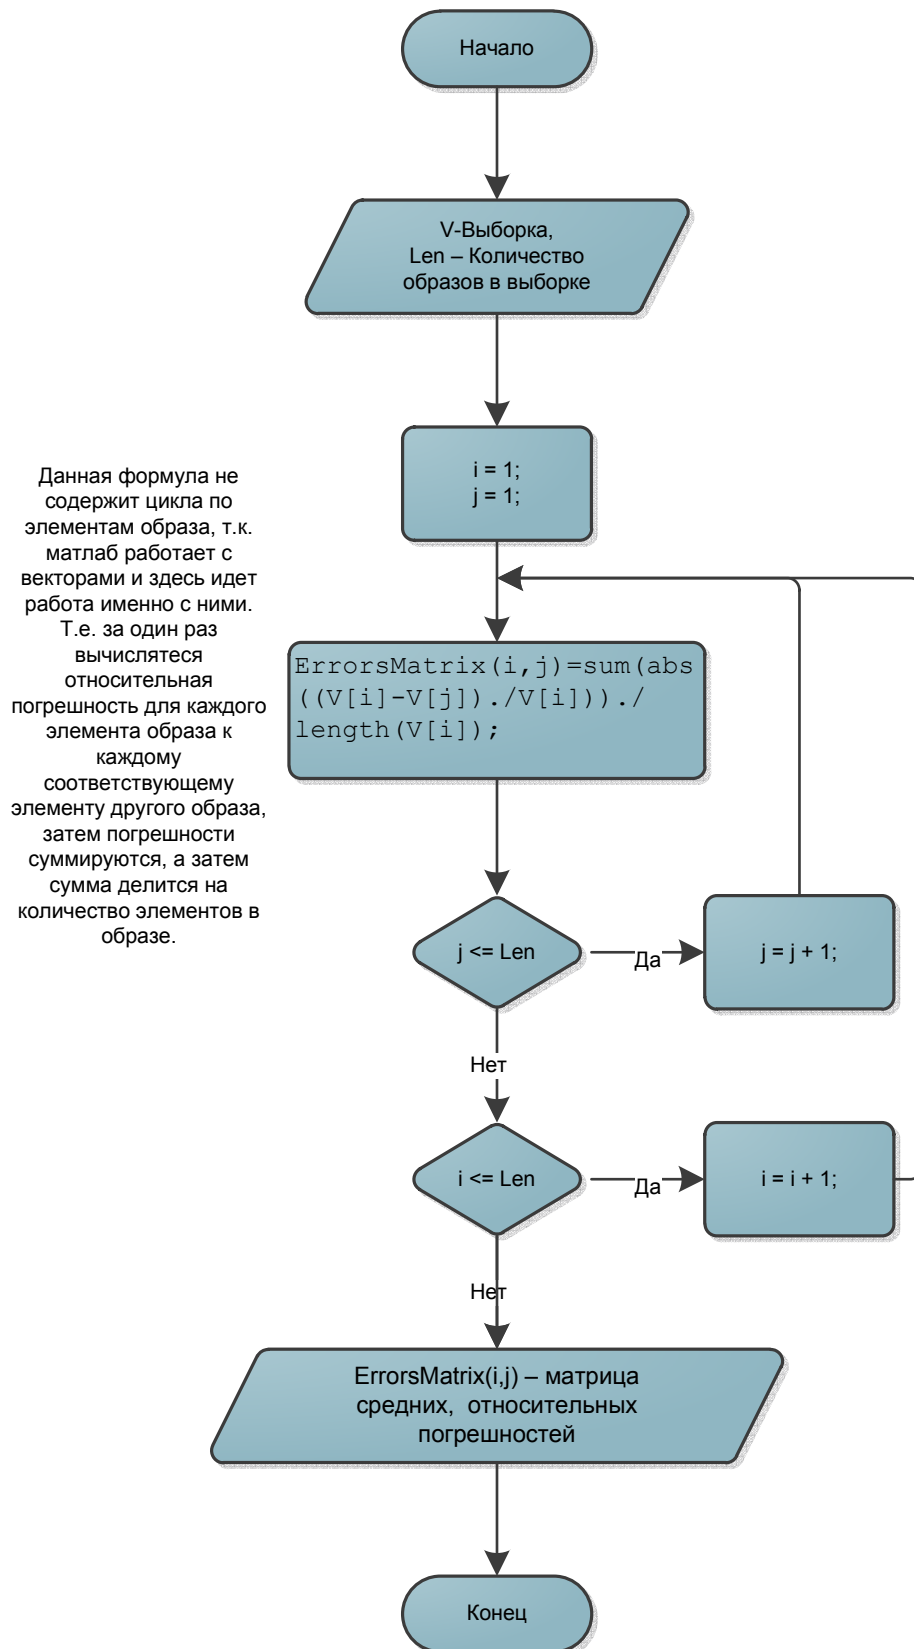 Начало
V-Выборка,
Len – Количество
образов в выборке
i = 1;
j = 1;
Данная формула не
содержит цикла по
элементам образа, т.к.
матлаб работает с
векторами и здесь идет
работа именно с ними.
Т.е. за один раз
вычислятеся
относительная
погрешность для каждого
элемента образа к
каждому
соответствующему
элементу другого образа,
затем погрешности
суммируются, а затем
сумма делится на
количество элементов в
образе.
ErrorsMatrix(i,j)=sum(abs
((V[i]-V[j])./V[i]))./
length(V[i]);
j <= Len
Да
j = j + 1;
Нет
i <= Len
Да
i = i + 1;
Нет
ErrorsMatrix(i,j) – матрица
средних, относительных
погрешностей
Конец